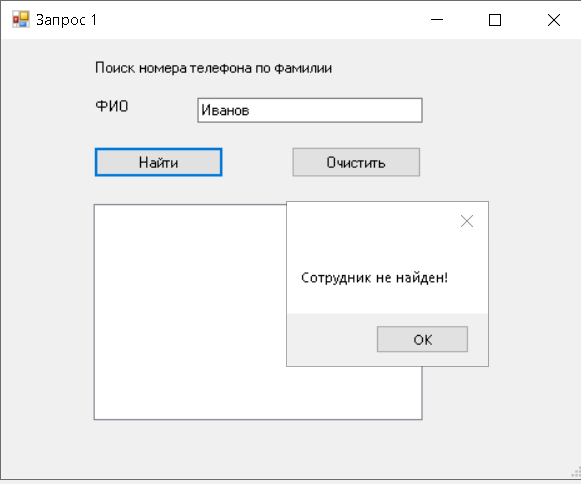 Запрос 1
Поиск номера телефона по фамилии
ФИО
Иванов
Найти
Очистить
Сотрудник не найден!
OK